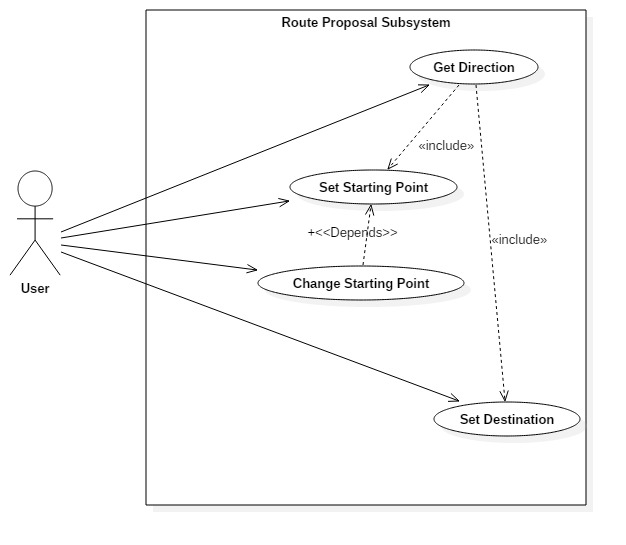 Route Proposal Subsystem
Get Direction
«include»
Set Starting Point
+<<Depends>>
«include»
Change Starting Point
User
Set Destination